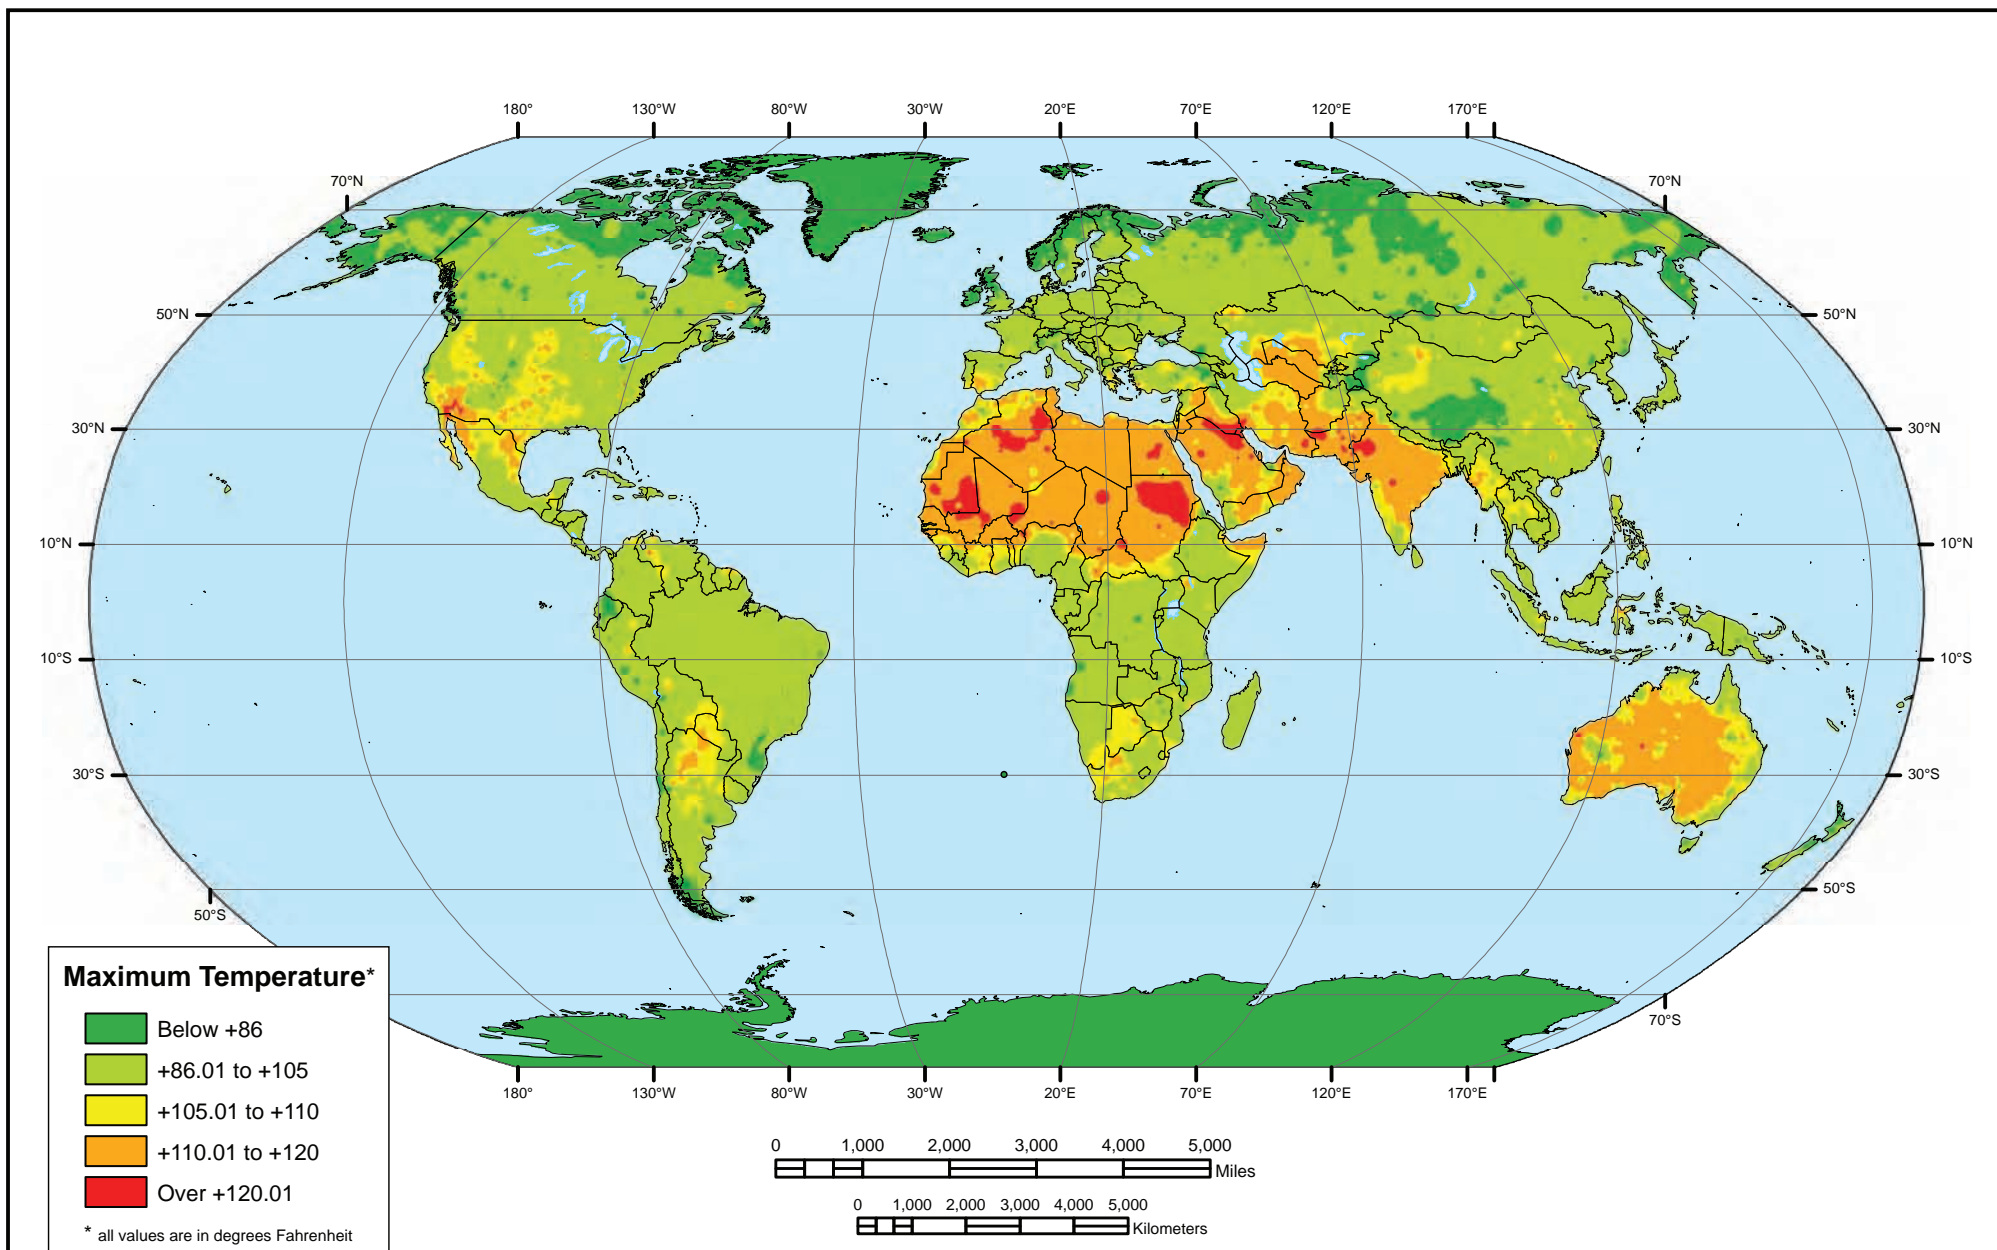 180° 130°W 80°W 30°W 20°E 70°E 120°E 170°E
70°N 70°N
50°N 50°N
30°N 30°N
10°N 10°N
10°S 10°S
30°S 30°S
50°S 50°S
70°S
180° 130°W 80°W 30°W 20°E 70°E 120°E 170°E
Maximum Temperature*
Below +86
+86.01 to +105
+105.01 to +110
+110.01 to +120
Over +120.01
* all values are in degrees Fahrenheit
0 1,000 2,000 3,000 4,000 5,000
Miles
0 1,000 2,000 3,000 4,000 5,000
Kilometers